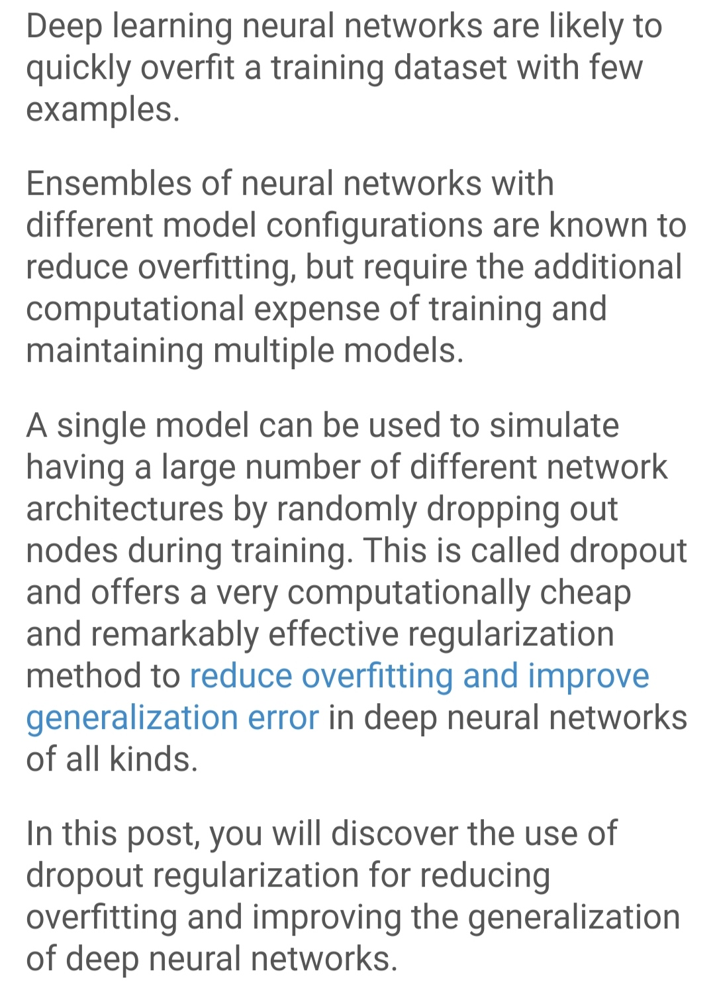 Deep learning neural networks are likely to
quickly overfit a training dataset with few
examples.
Ensembles of neural networks with
different model configurations are known to
reduce overfitting, but require the additional
computational expense of training and
maintaining multiple models.
A single model can be used to simulate
having a large number of different network
architectures by randomly dropping out
nodes during training. This is called dropout
and offers a very computationally cheap
and remarkably effective regularization
method to reduce overfitting and improve
generalization error in deep neural networks
of all kinds.
In this post, you will discover the use of
dropout regularization for reducing
overfitting and improving the generalization
of deep neural networks.